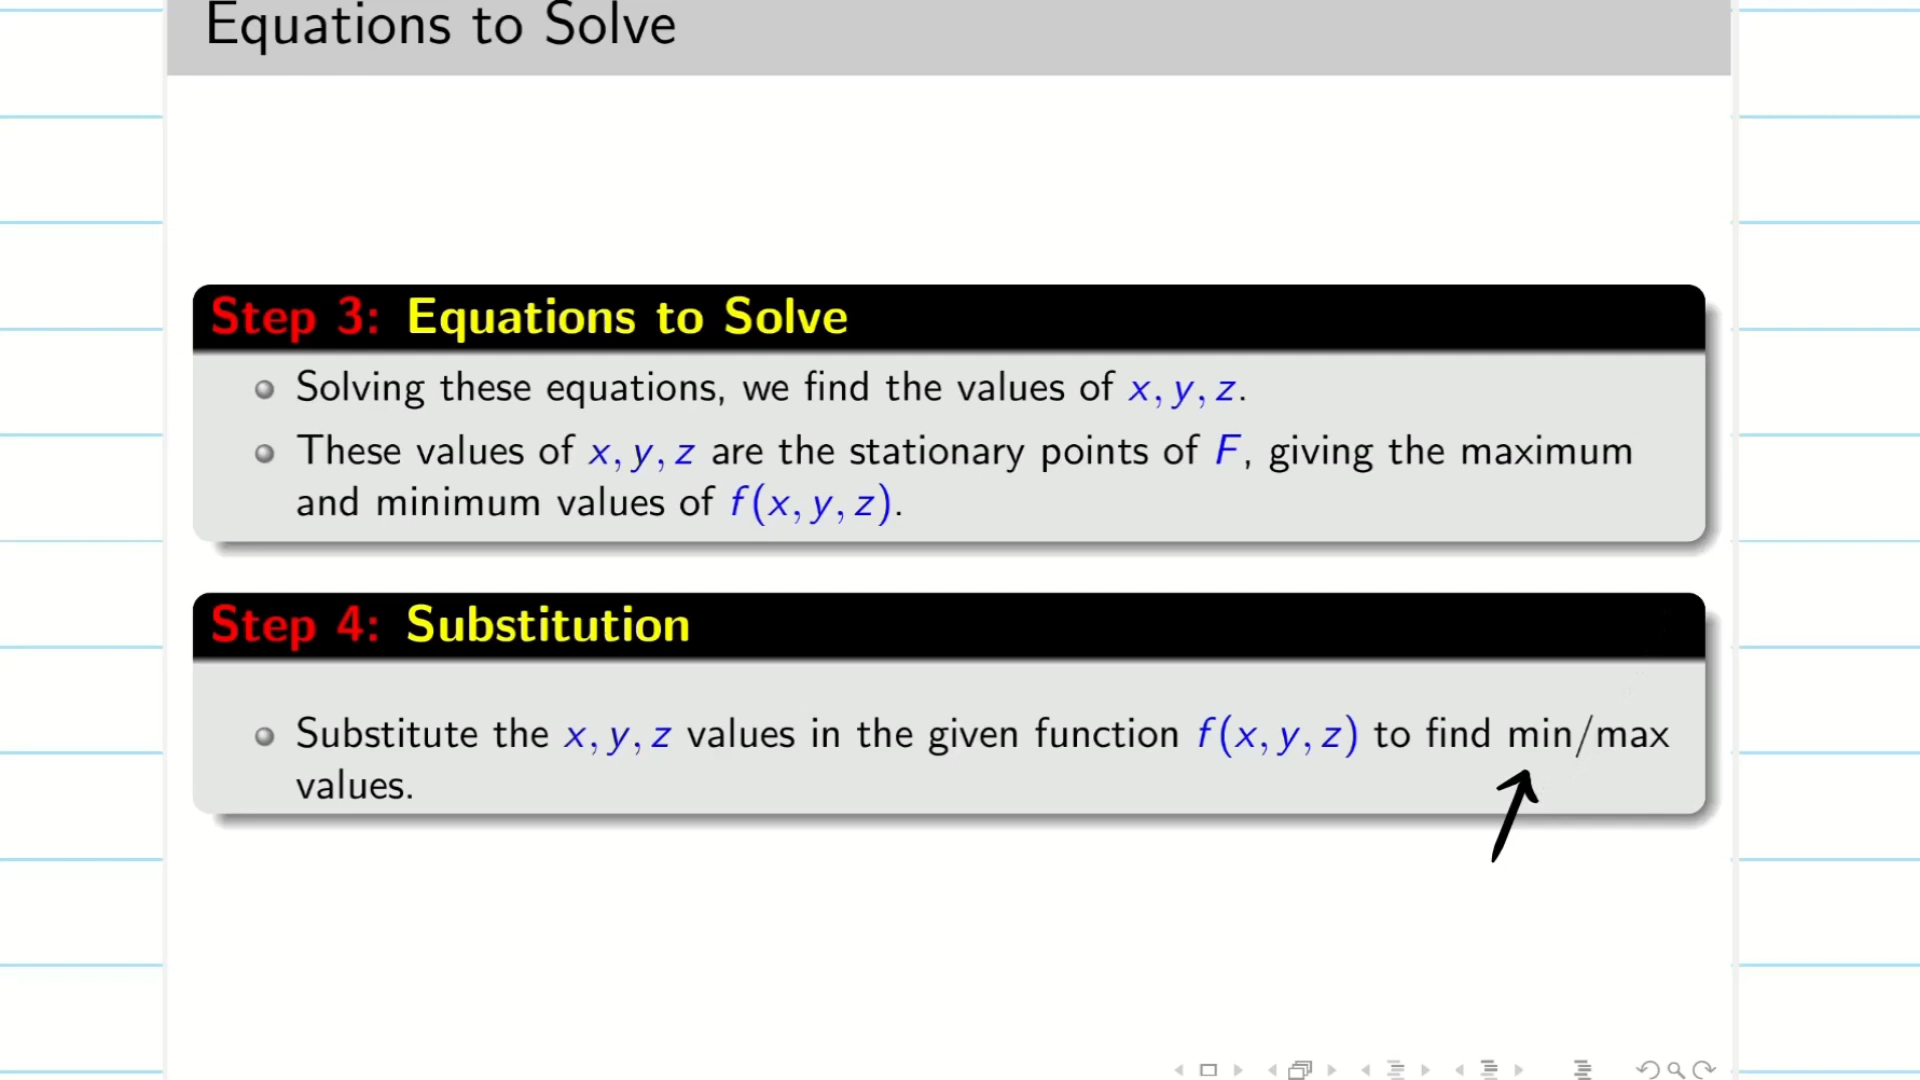 Equations to Solve
Step 3: Equations to Solve
Solving these equations, we find the values of x, y, z.
These values of x, y, z are the stationary points of F, giving the maximum
and minimum values of f(x, y, z).
Step 4: Substitution
Substitute the x, y, z values in the given function f(x, y, z) to find min/max
values.